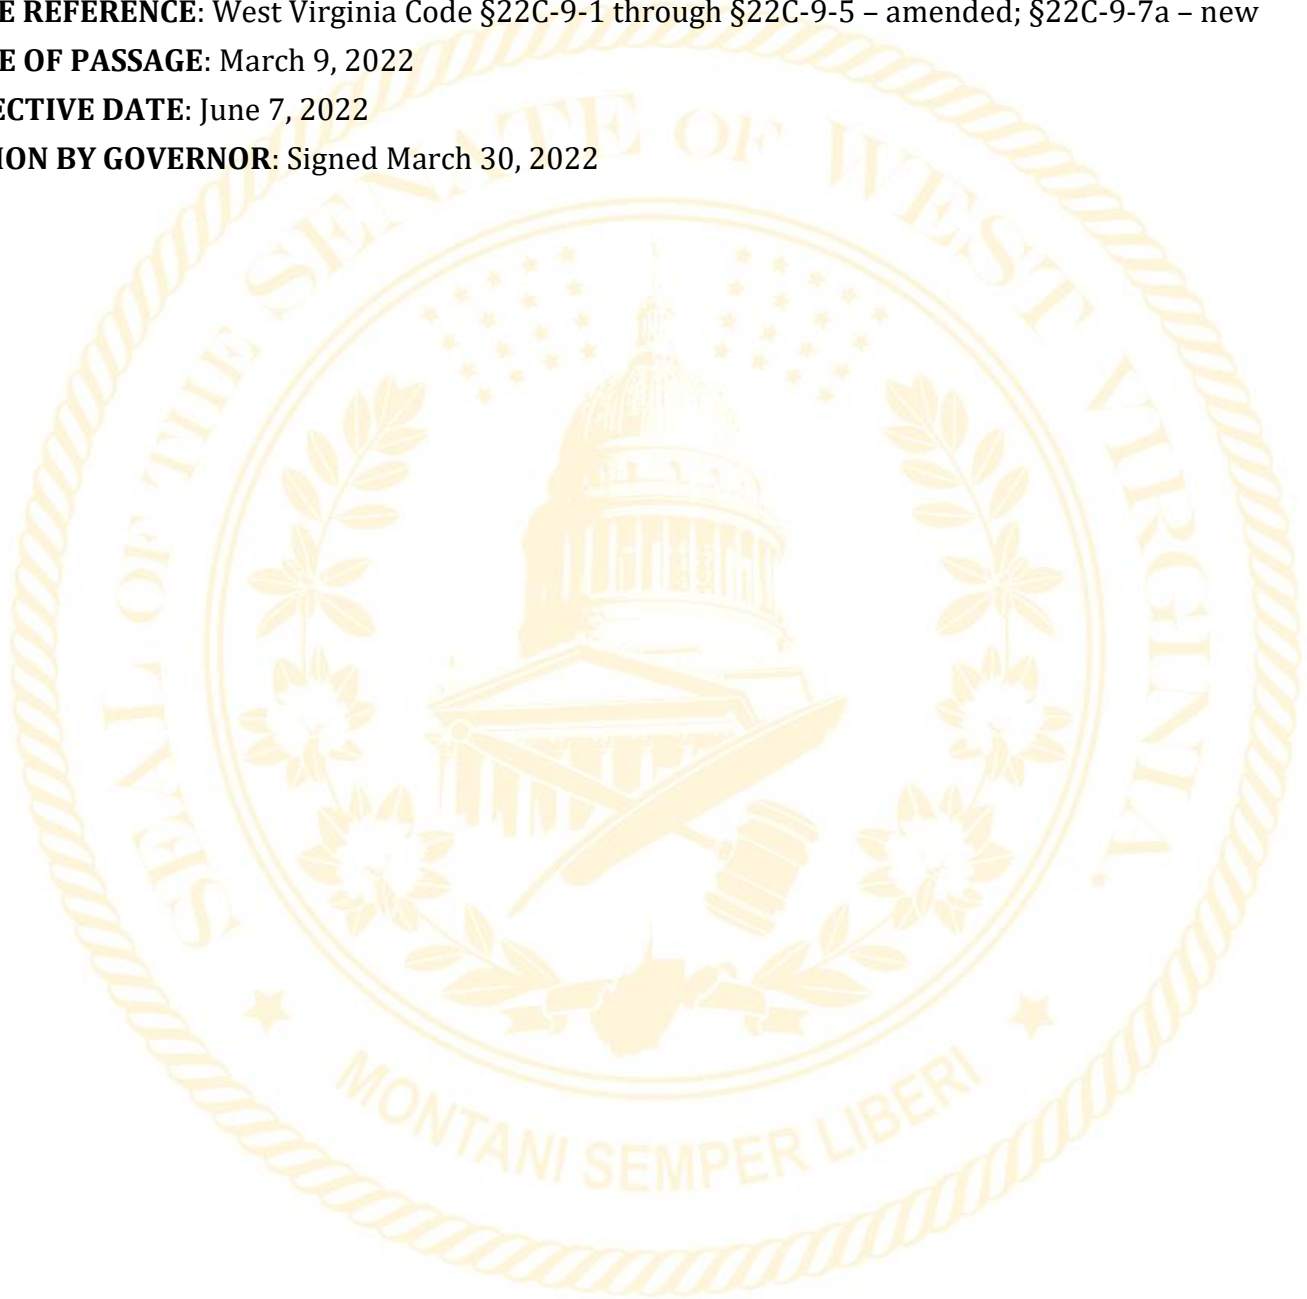 E REFERENCE: West Virginia Code §22C-9-1 through §22C-9-5 – amended; §22C-9-7a – new
E OF PASSAGE: March 9, 2022
ECTIVE DATE: June 7, 2022
ION BY GOVERNOR: Signed March 30, 2022
SEAL OF THE SENATE OF WEST VIRGINIA
MONTANI SEMPER LIBERI